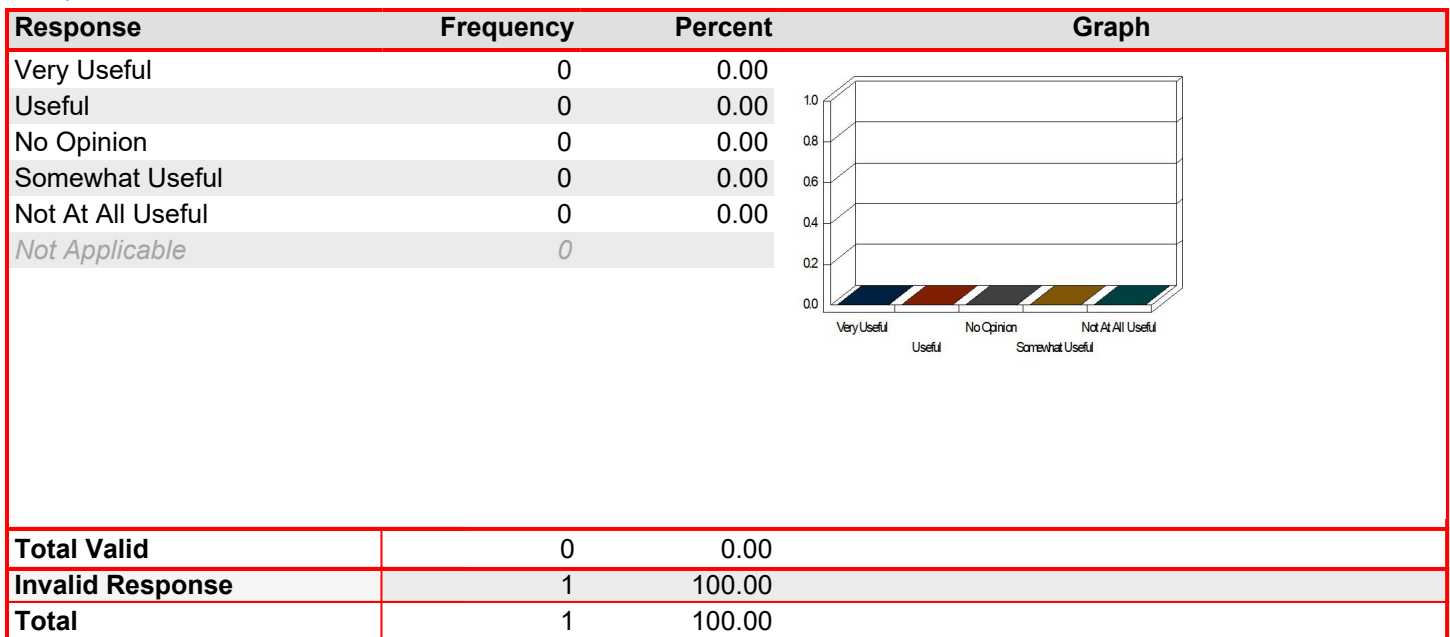 Response Frequency Percent Graph
Very Useful 0 0.00
Useful 0 0.00
No Opinion 0 0.00
Somewhat Useful 0 0.00
Not At All Useful 0 0.00
Not Applicable 0
1.0
0.8
0.6
0.4
0.2
0.0
Very Useful No Opinion Not At All Useful
Useful Somewhat Useful
Total Valid 0 0.00
Invalid Response 1 100.00
Total 1 100.00